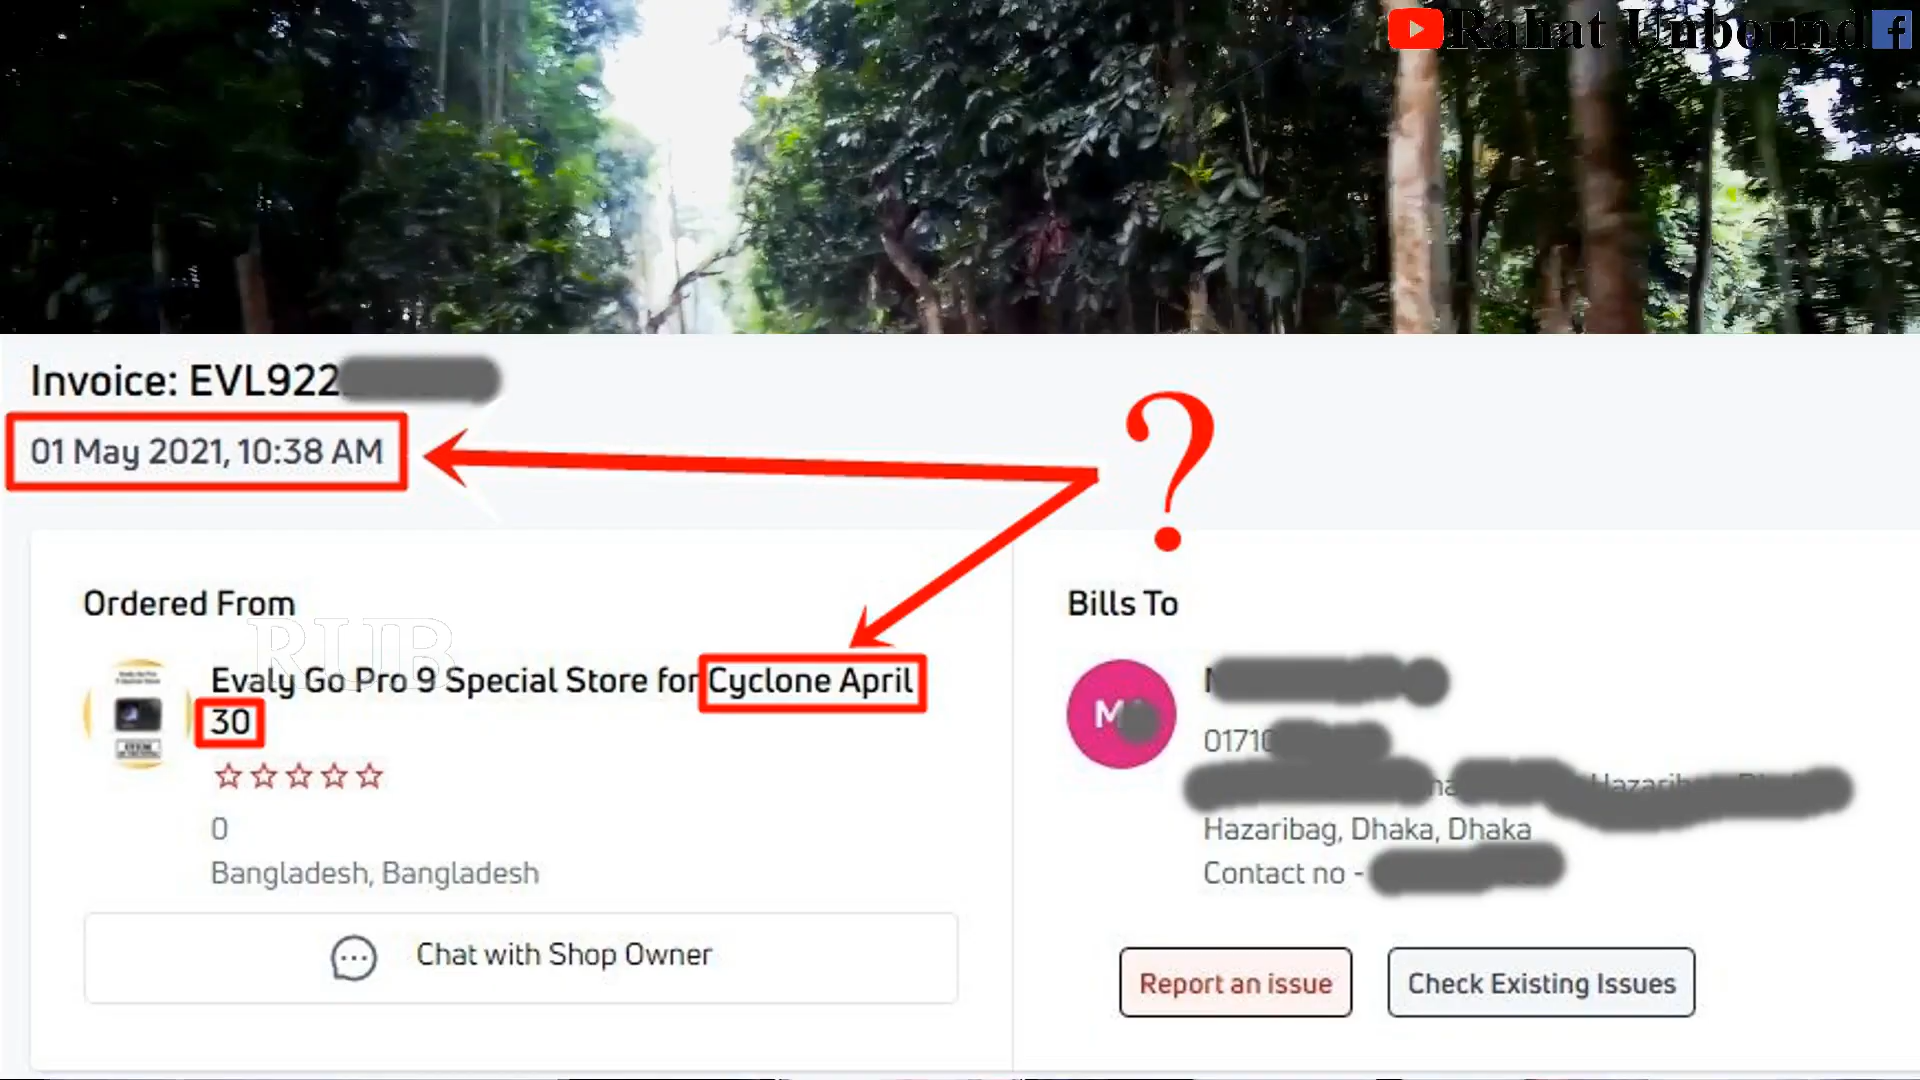 Rahat Unbound
Invoice: EVL922
01 May 2021, 10:38 AM
?
Ordered From
Bills To
RUB
Evaly Go Pro 9 Special Store for Cyclone April
30
M
01710
0
Hazaribag, Dhaka, Dhaka
Bangladesh, Bangladesh
Contact no -
Chat with Shop Owner
Report an issue
Check Existing Issues